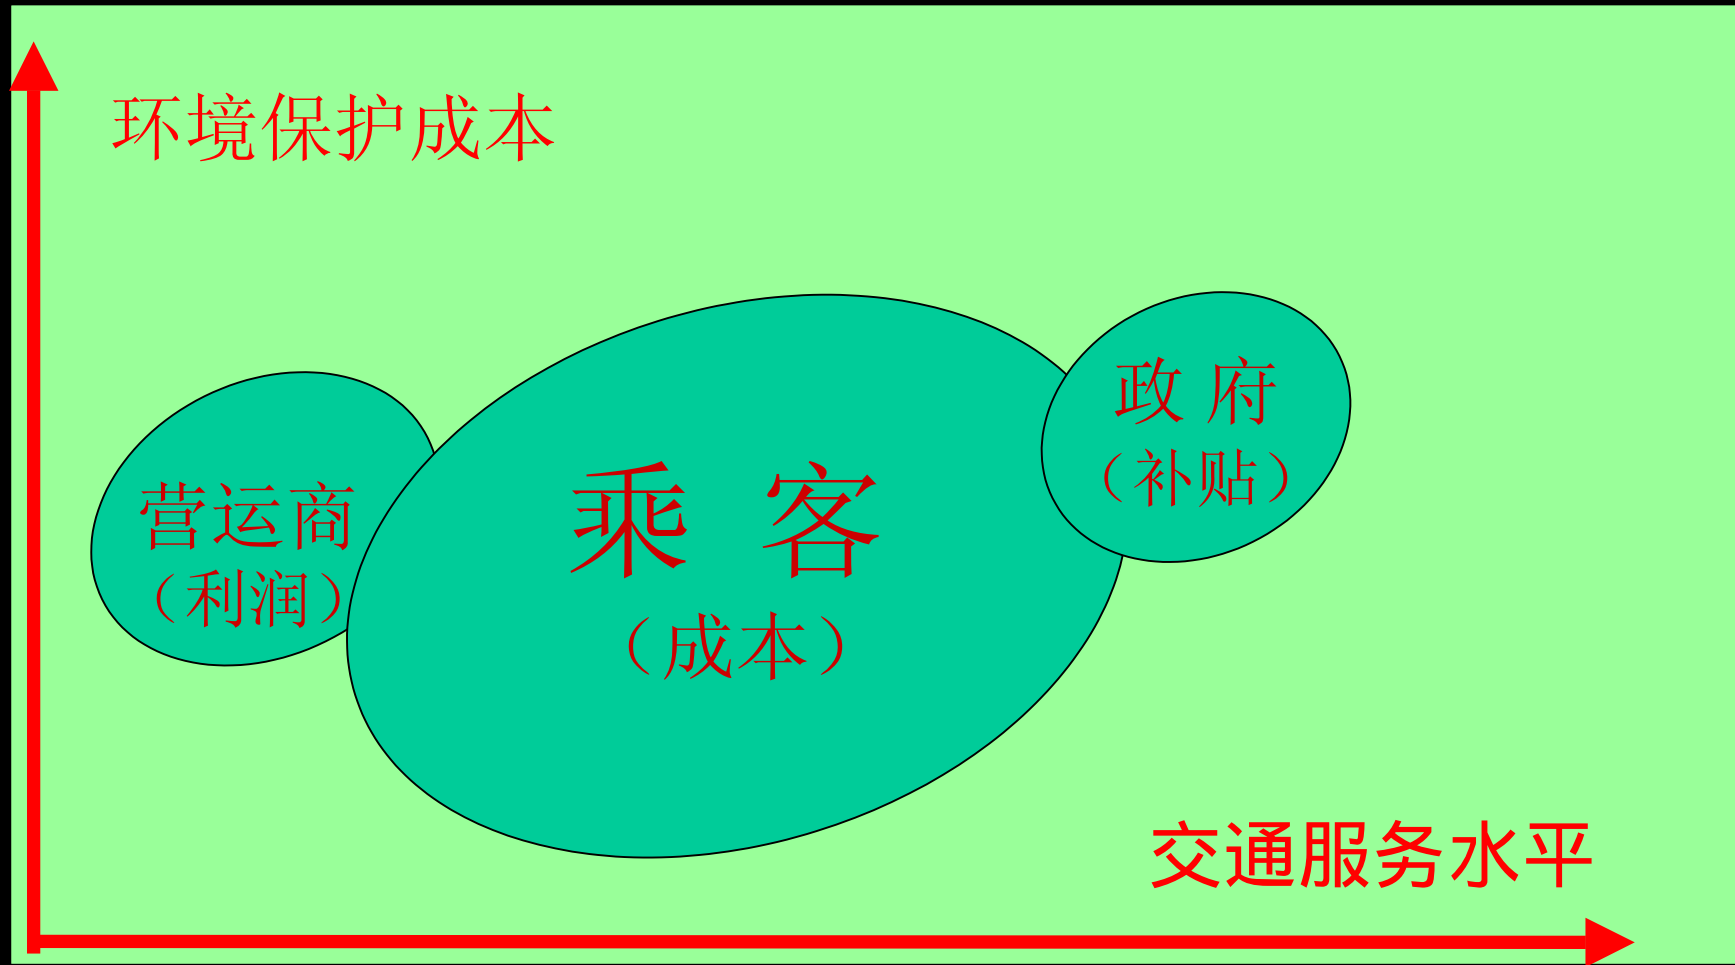 环境保护成本
政 府
（补贴）
营运商
（利润）
乘 客
（成本）
交通服务水平